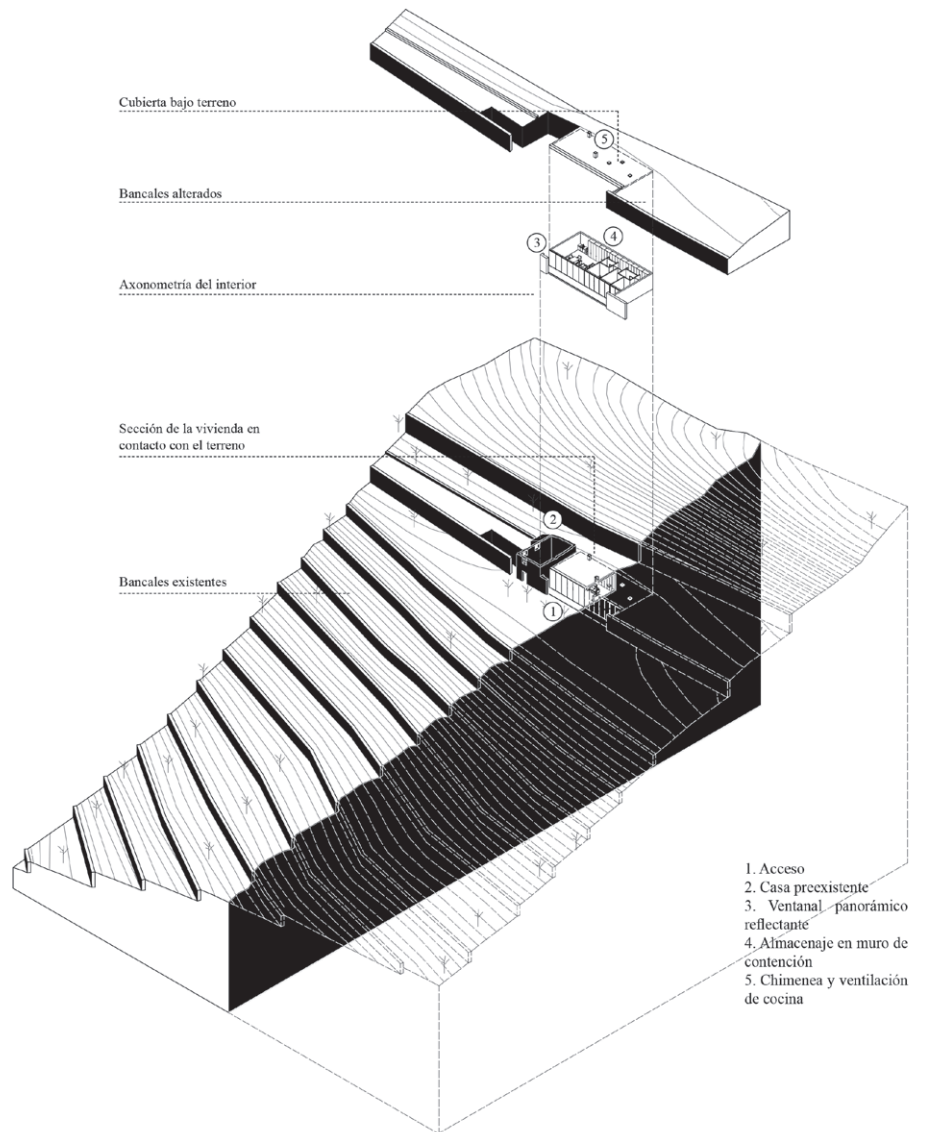 Cubierta bajo terreno
5
Bancales alterados
3
4
Axonometría del interior
Sección de la vivienda en
contacto con el terreno
2
Bancales existentes
1
1. Acceso
2. Casa preexistente
3. Ventanal panorámico
reflectante
4. Almacenaje en muro de
contención
5. Chimenea y ventilación
de cocina